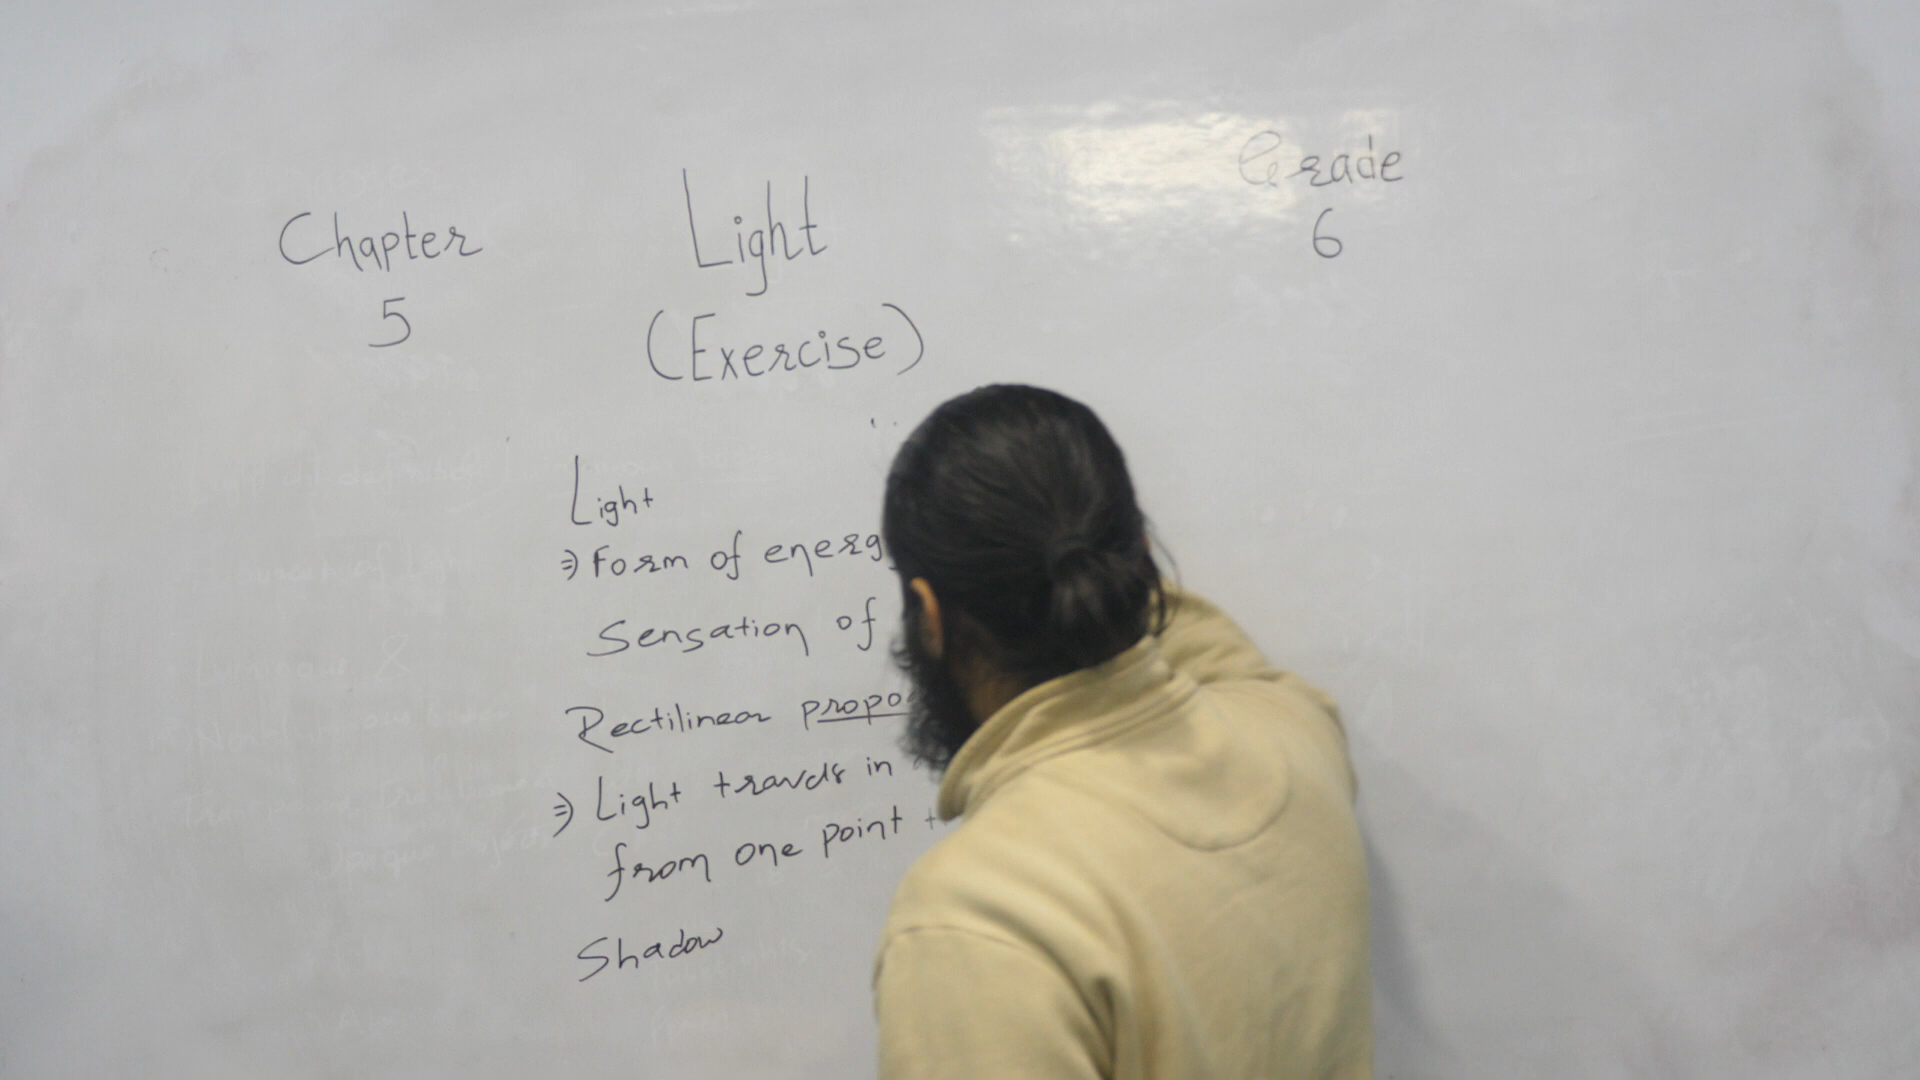 Chapter
5
Light
(Exercise)
Grade
6
Light
⇒ Form of energ
Sensation of
Rectilinear propo
⇒ Light travels in
from one point t
Shadow